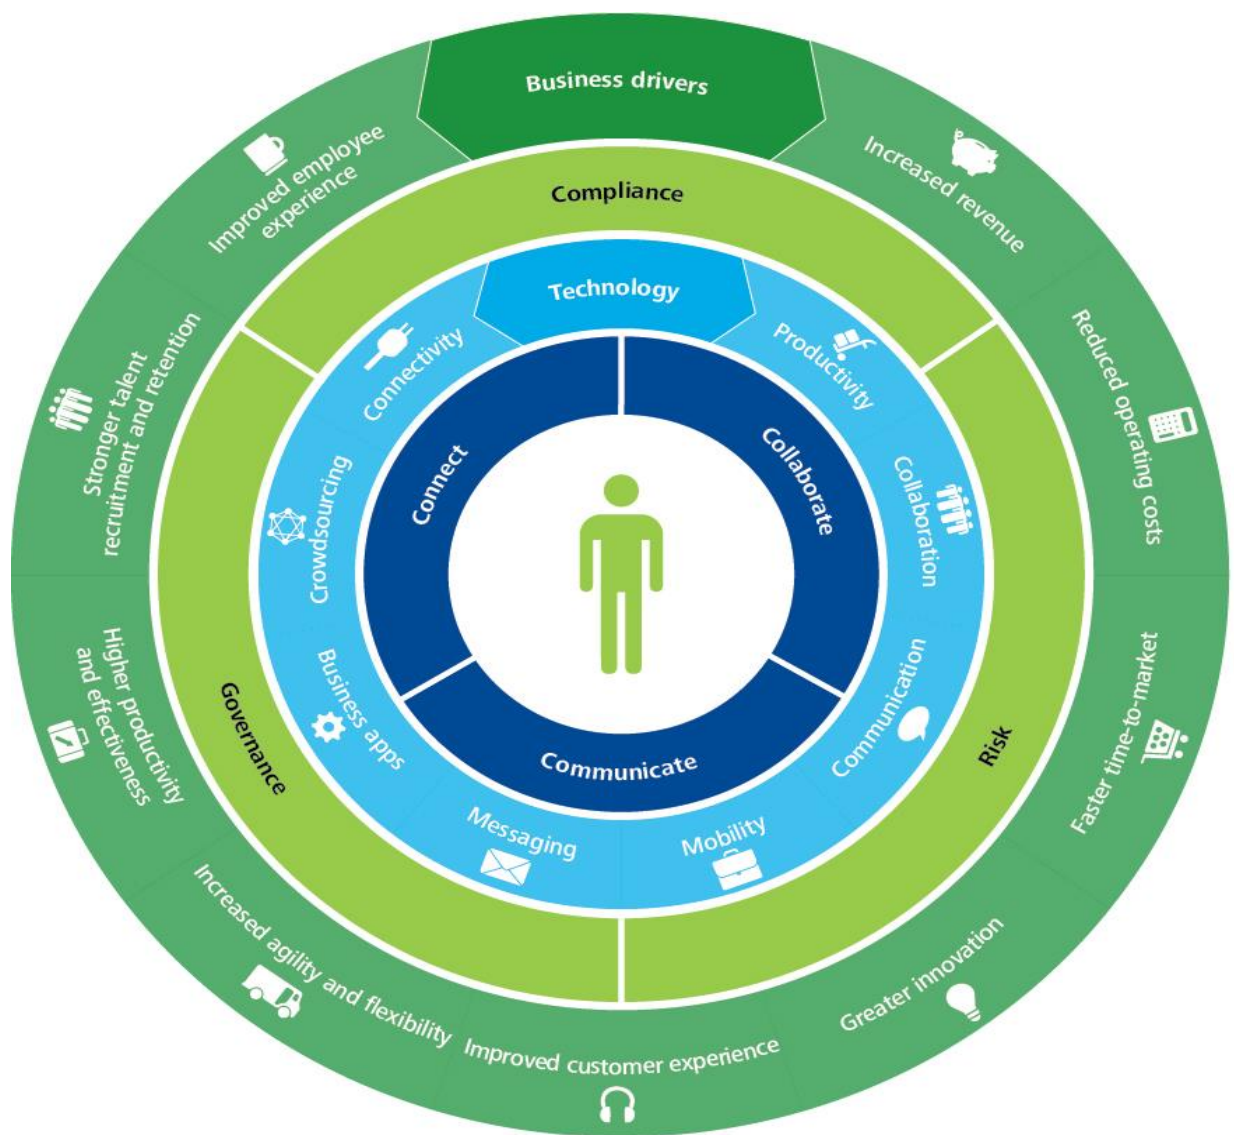 Business drivers
Increased revenue
Reduced operating costs
Faster time-to-market
Greater innovation
Improved customer experience
Increased agility and flexibility
Higher productivity
and effectiveness
Stronger talent
recruitment and retention
Improved employee
experience
Compliance
Risk
Governance
Technology
Productivity
Collaboration
Communication
Mobility
Messaging
Business apps
Crowdsourcing
Connectivity
Collaborate
Communicate
Connect